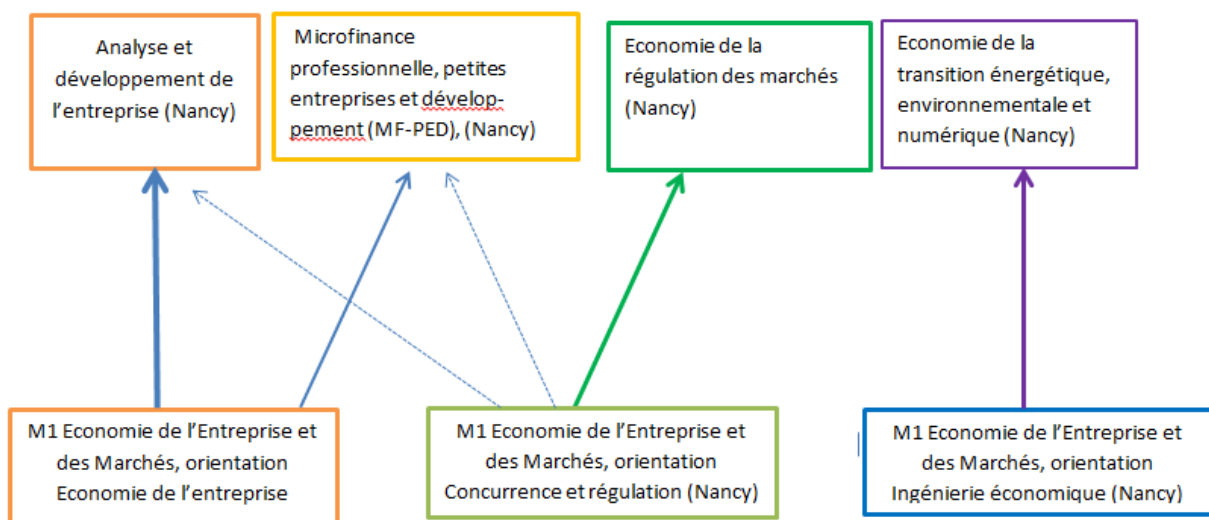 Analyse et
développement de
l'entreprise (Nancy)
Microfinance
professionnelle, petites
entreprises et dévelop-
pement (MF-PED), (Nancy)
Economie de la
régulation des marchés
(Nancy)
Economie de la
transition énergétique,
environnementale et
numérique (Nancy)
M1 Economie de l'Entreprise et
des Marchés, orientation
Economie de l'entreprise
M1 Economie de l'Entreprise et
des Marchés, orientation
Concurrence et régulation (Nancy)
M1 Economie de l'Entreprise et
des Marchés, orientation
Ingénierie économique (Nancy)